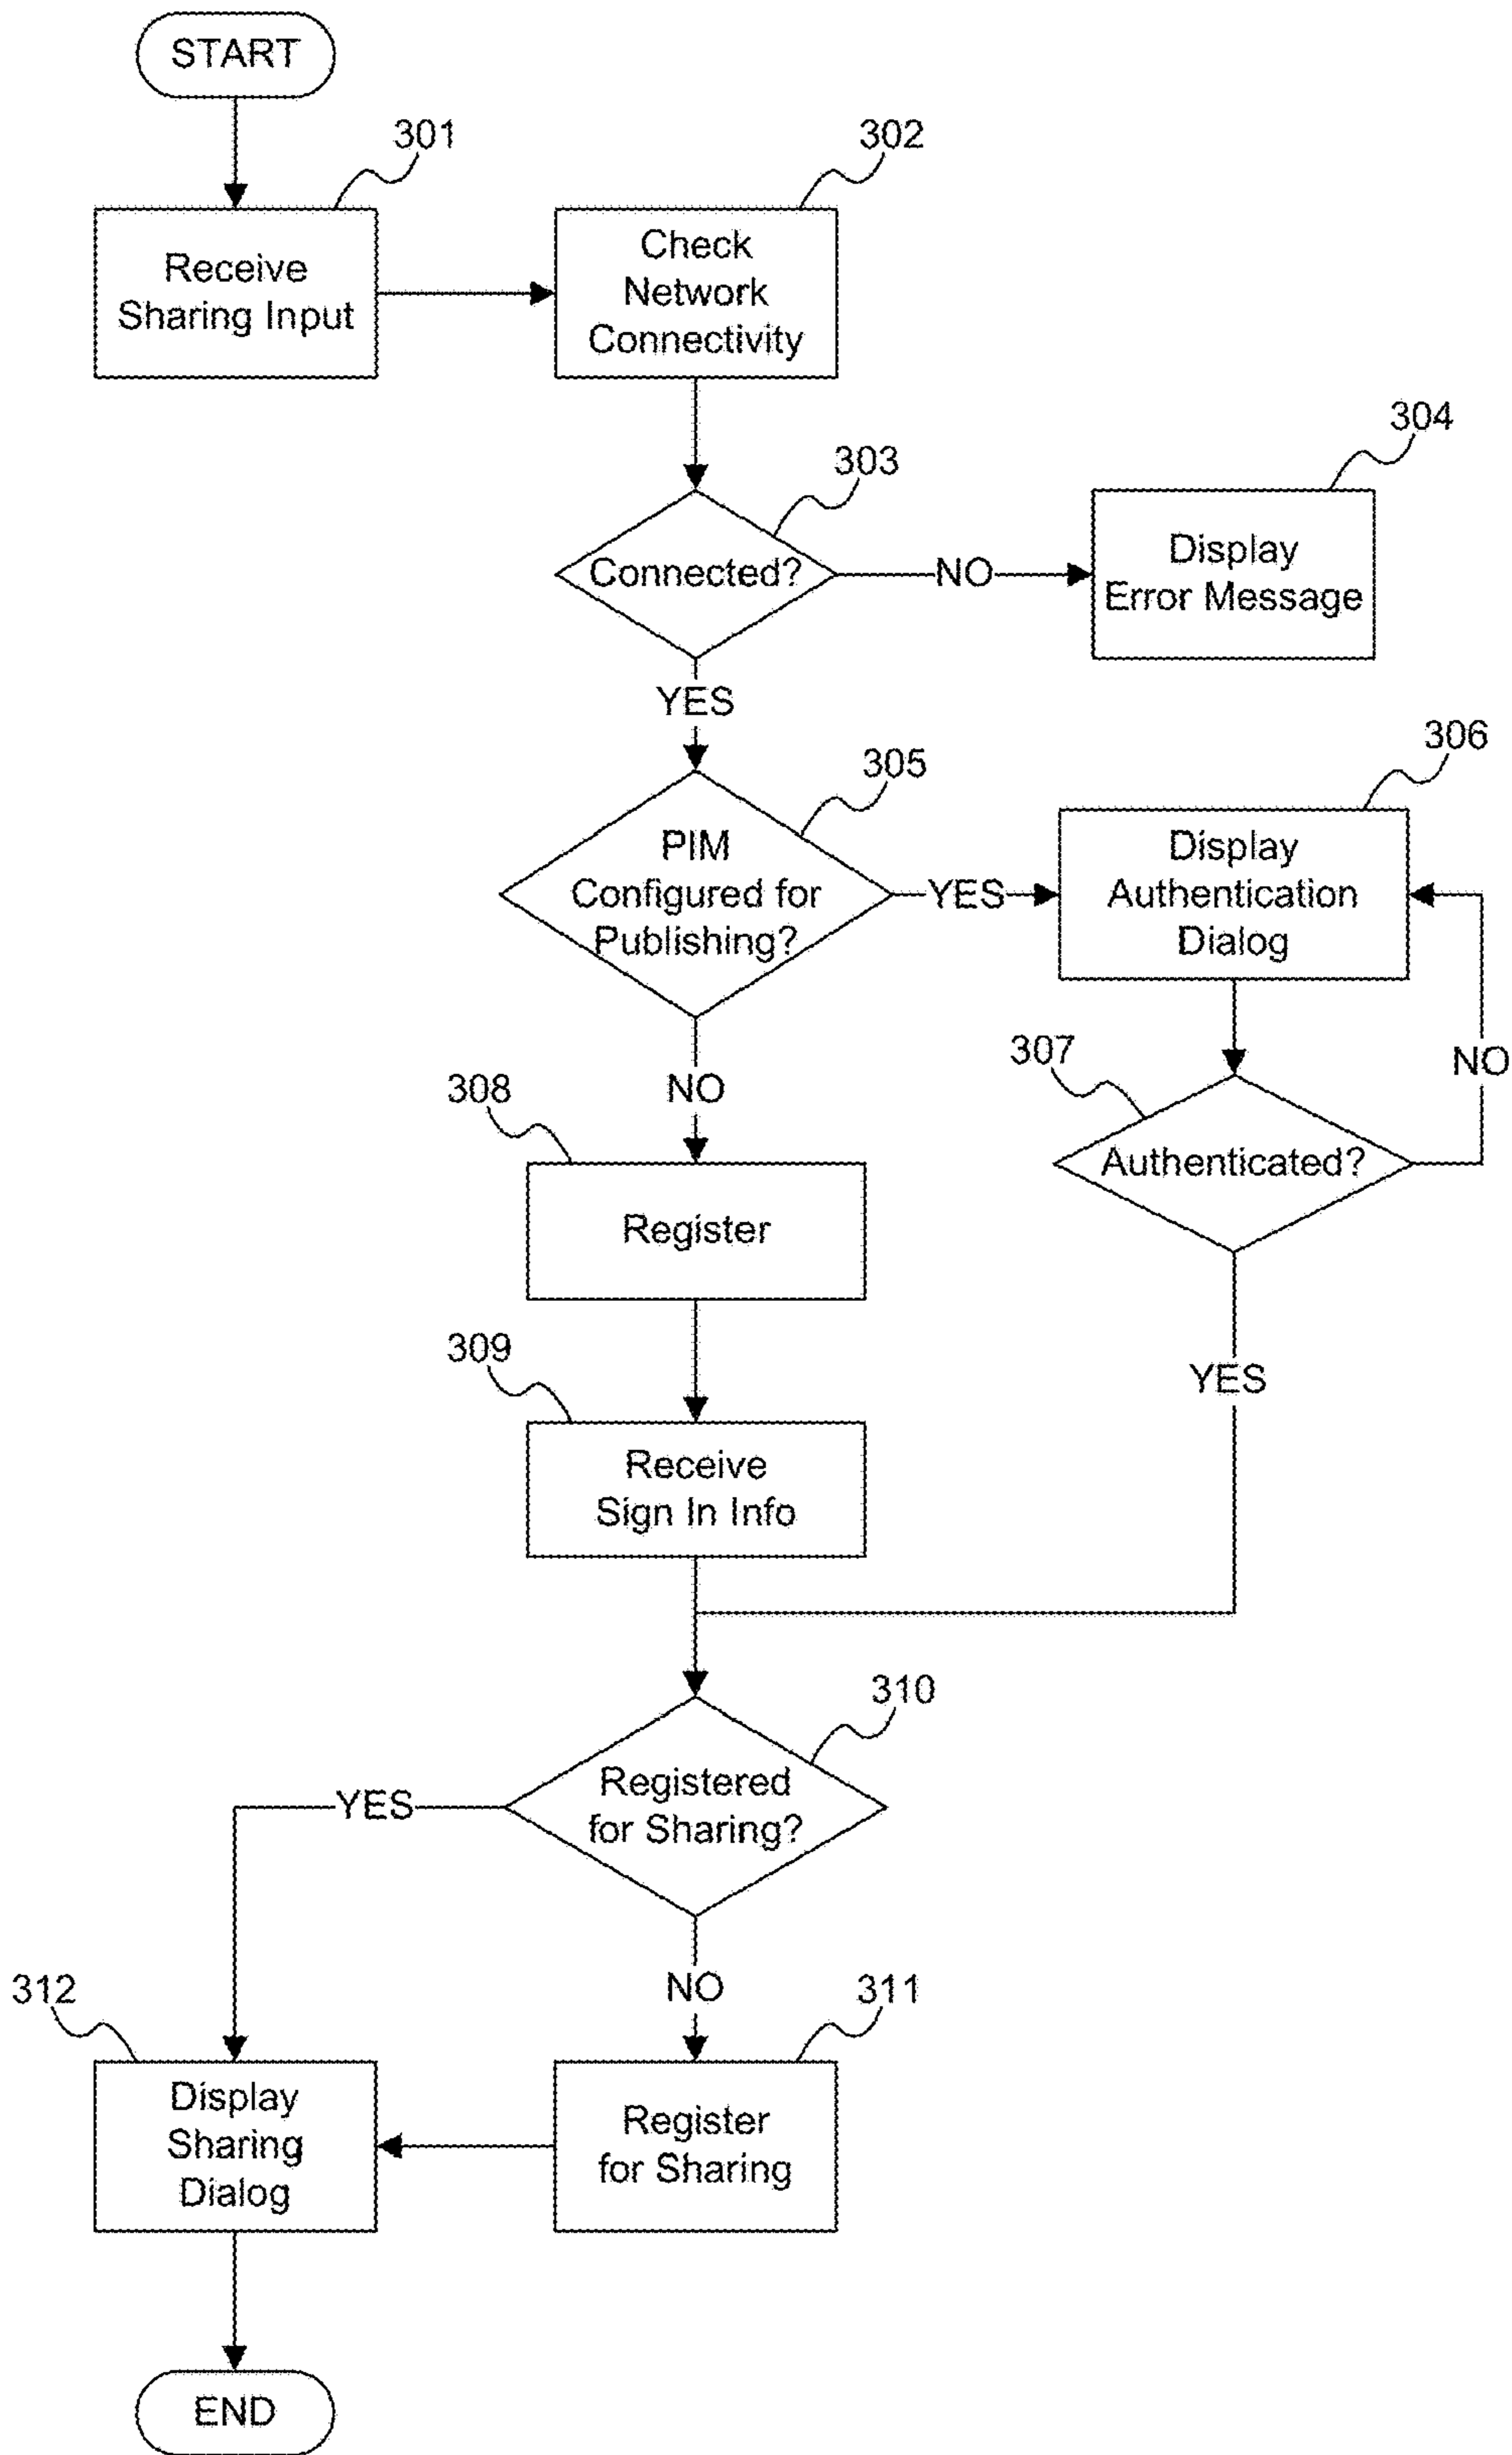 START
301
302
Receive
Sharing Input
Check
Network
Connectivity
303
304
Connected?
NO
Display
Error Message
YES
305
306
PIM
Configured for
Publishing?
YES
Display
Authentication
Dialog
NO
307
NO
308
Authenticated?
Register
309
YES
Receive
Sign In Info
310
Registered
for Sharing?
YES
NO
312
311
Display
Sharing
Dialog
Register
for Sharing
END